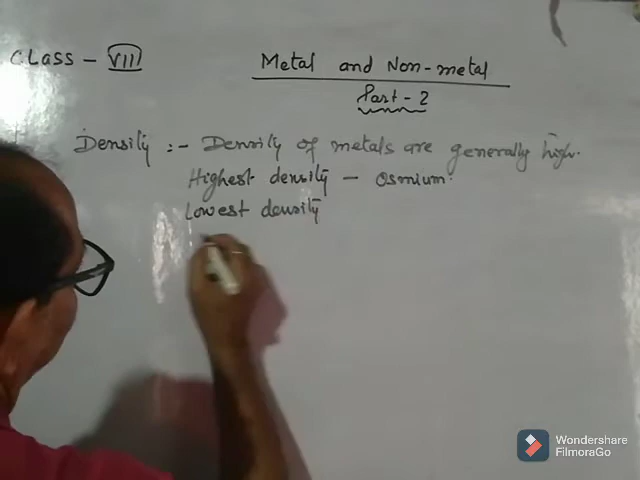 CLASS – VIII
Metal and Non-metal
Part - 2
Density :- Density of metals are generally high.
Highest density – Osmium.
Lowest density
Wondershare
FilmoraGo